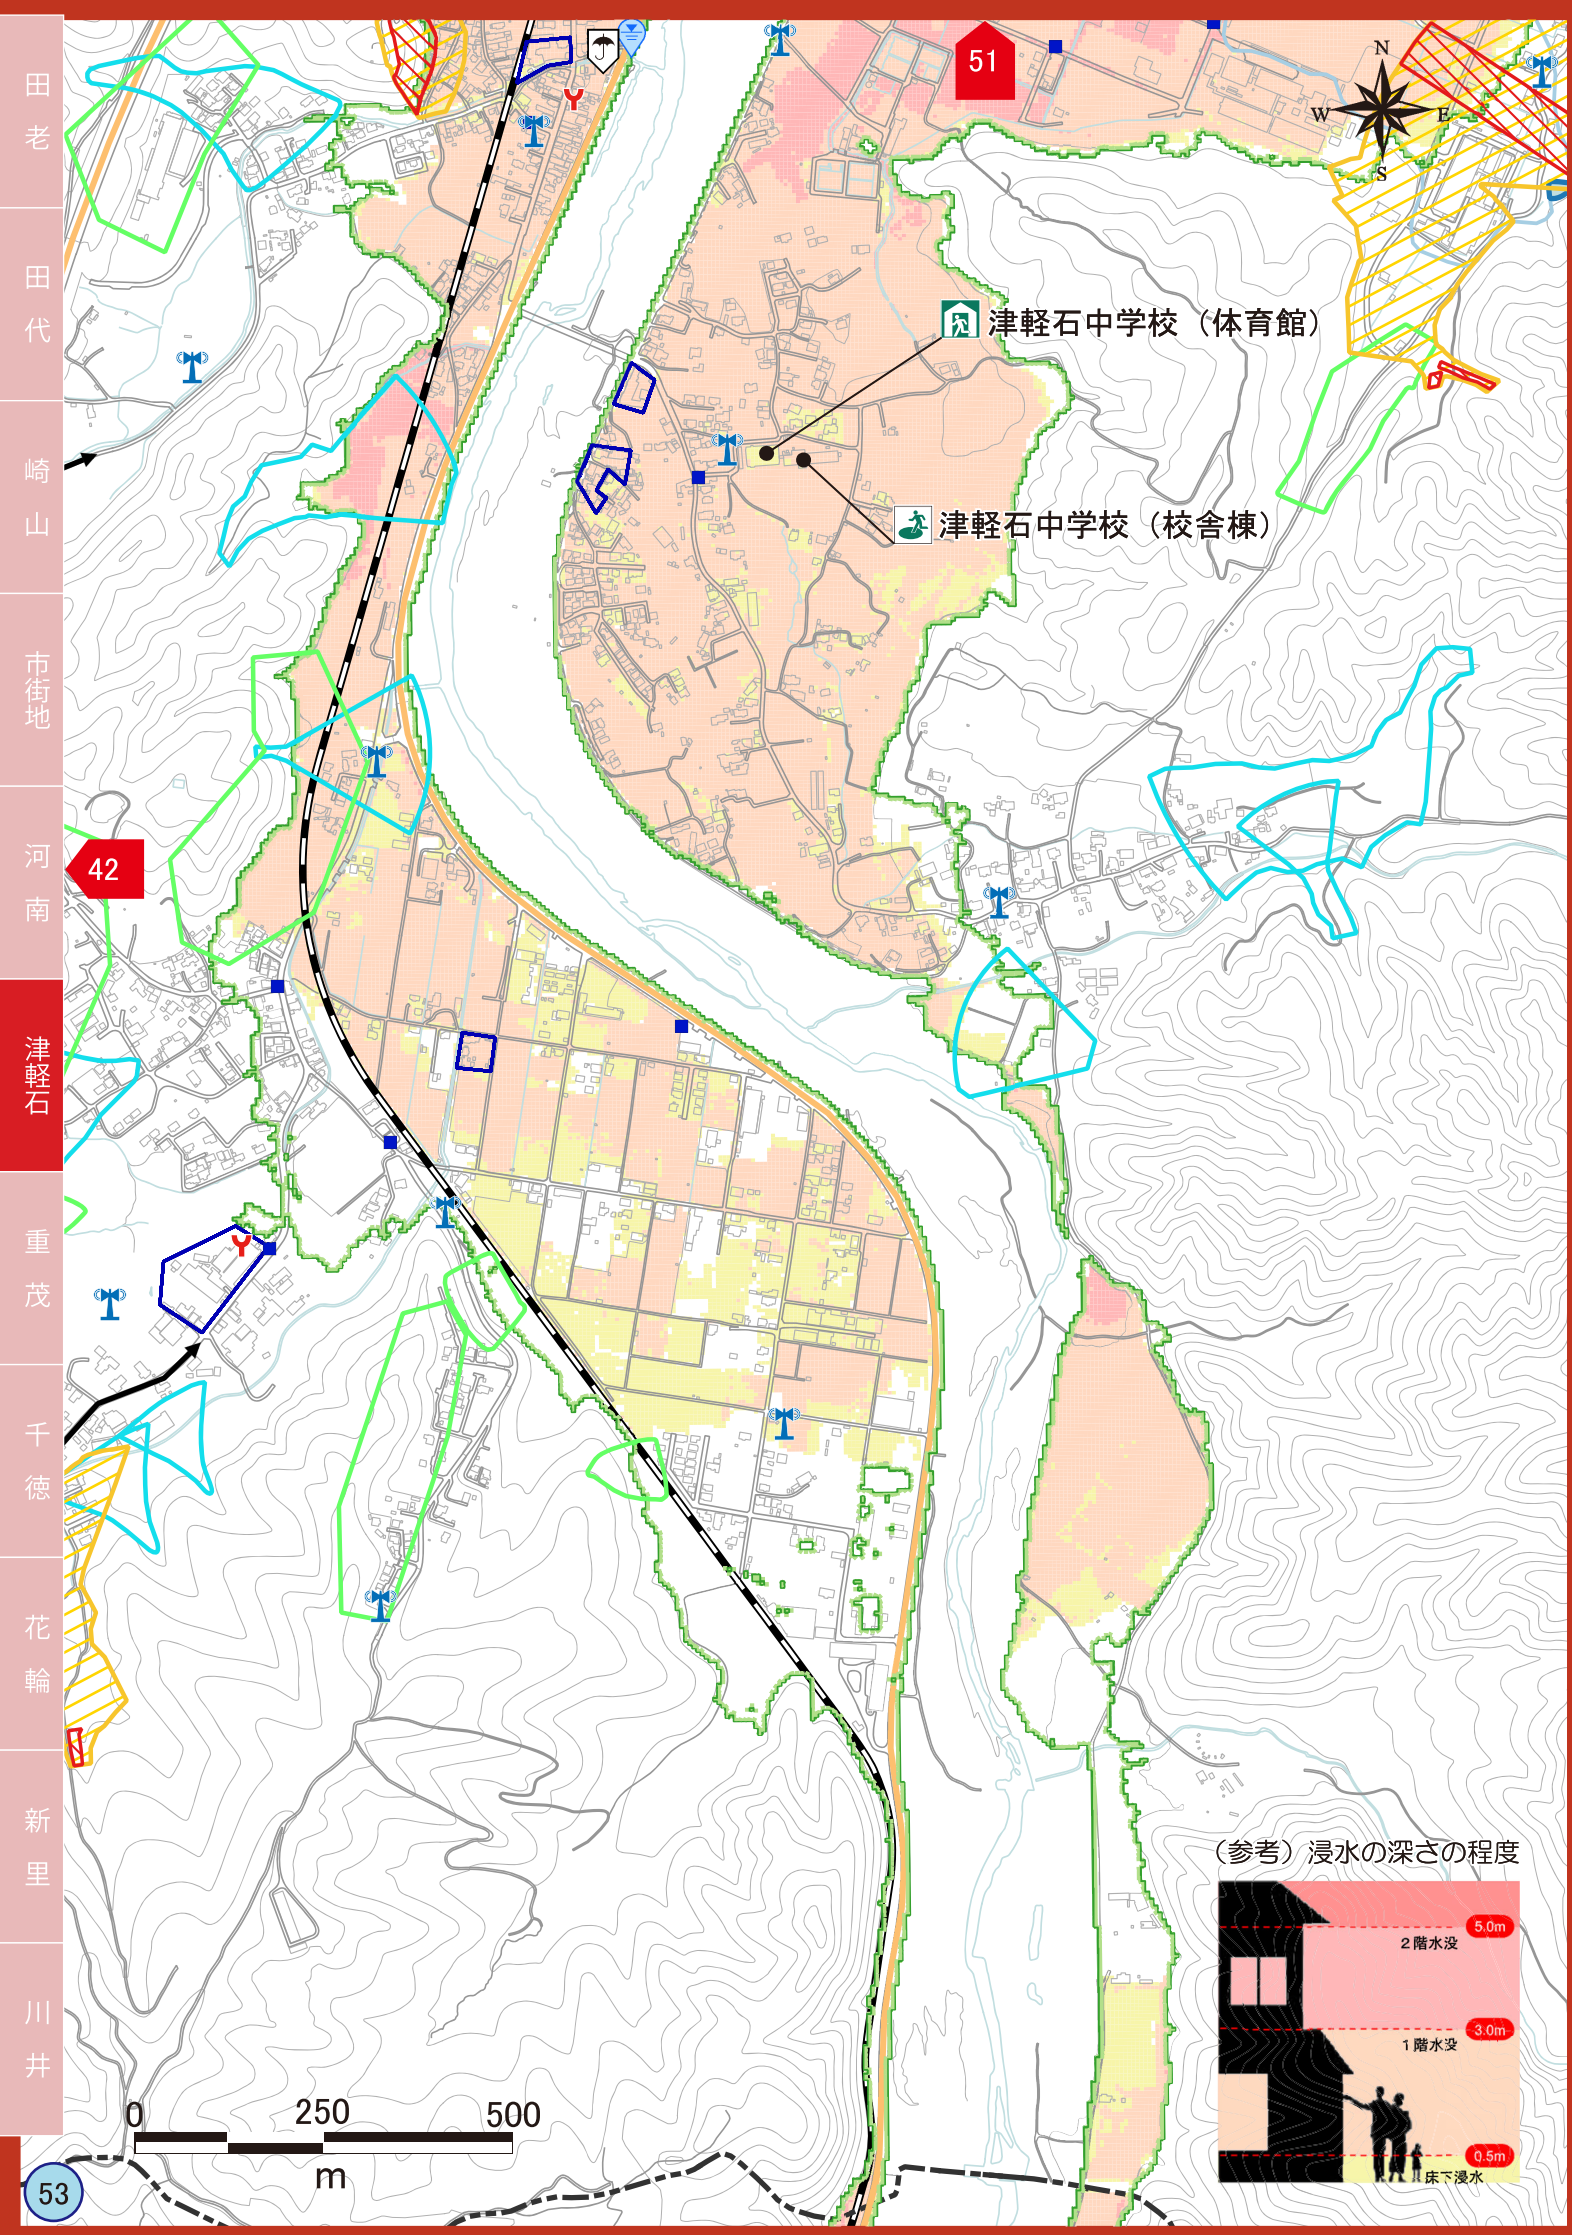 田老
田代
崎山
市街地
河南
津軽石
重茂
千徳
花輪
新里
川井
51
N
W
E
S
津軽石中学校（体育館）
津軽石中学校（校舎棟）
42
（参考）浸水の深さの程度
5.0m
2階水没
3.0m
1階水没
0.5m
床下浸水
0
250
500
m
53